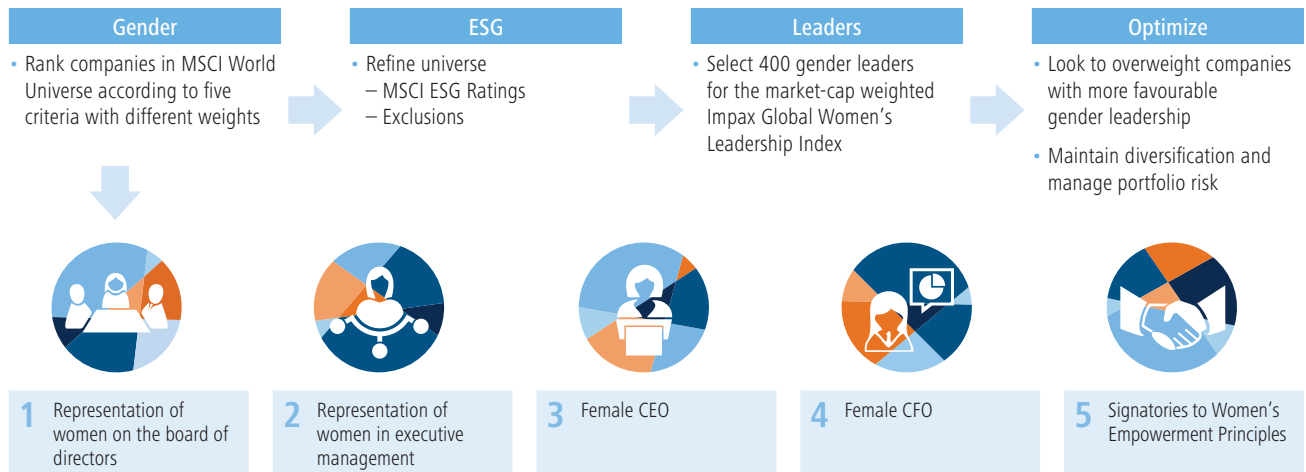 Gender
• Rank companies in MSCI World
Universe according to five
criteria with different weights
ESG
• Refine universe
– MSCI ESG Ratings
– Exclusions
Leaders
• Select 400 gender leaders
for the market-cap weighted
Impax Global Women’s
Leadership Index
Optimize
• Look to overweight companies
with more favourable
gender leadership
• Maintain diversification and
manage portfolio risk
1 Representation of
women on the board of
directors
2 Representation of
women in executive
management
3 Female CEO
4 Female CFO
5 Signatories to Women’s
Empowerment Principles